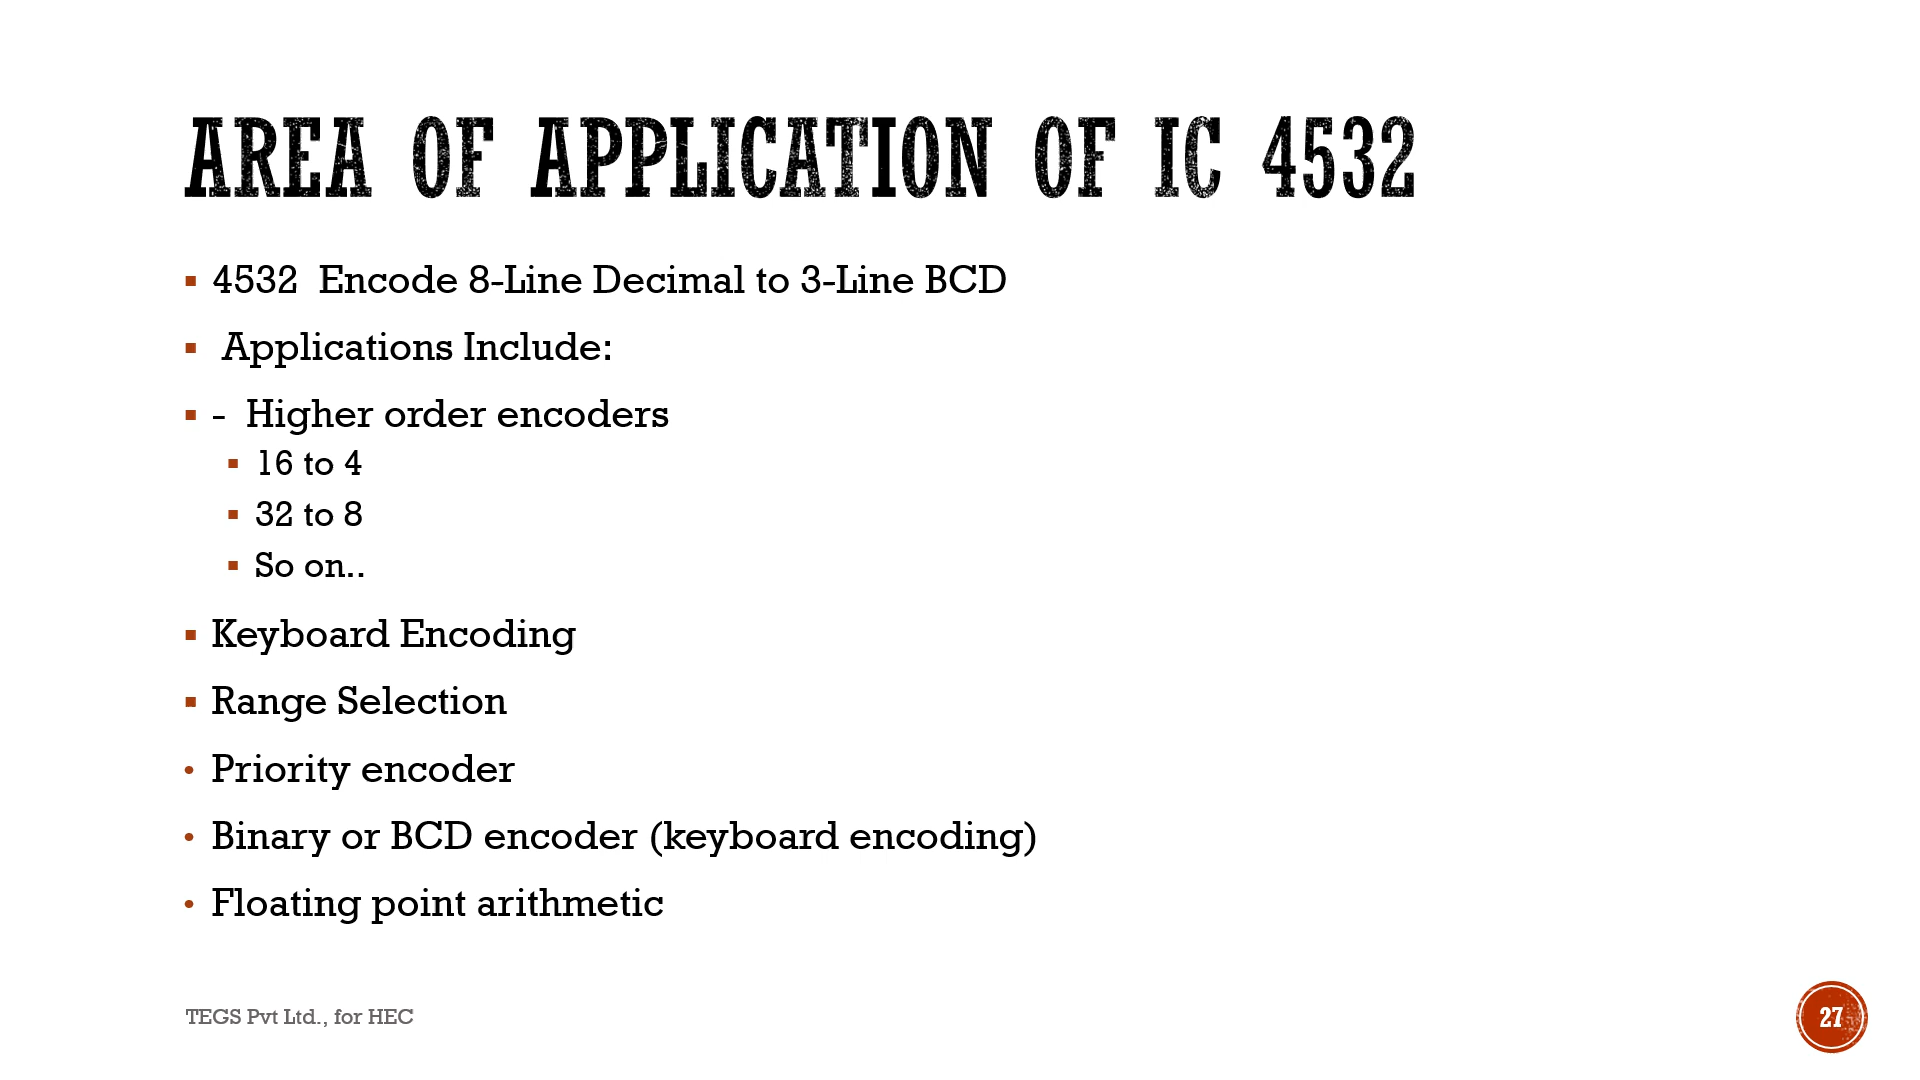 AREA OF APPLICATION OF IC 4532
4532  Encode 8-Line Decimal to 3-Line BCD
Applications Include:
-  Higher order encoders
16 to 4
32 to 8
So on..
Keyboard Encoding
Range Selection
Priority encoder
Binary or BCD encoder (keyboard encoding)
Floating point arithmetic
TEGS Pvt Ltd., for HEC
27